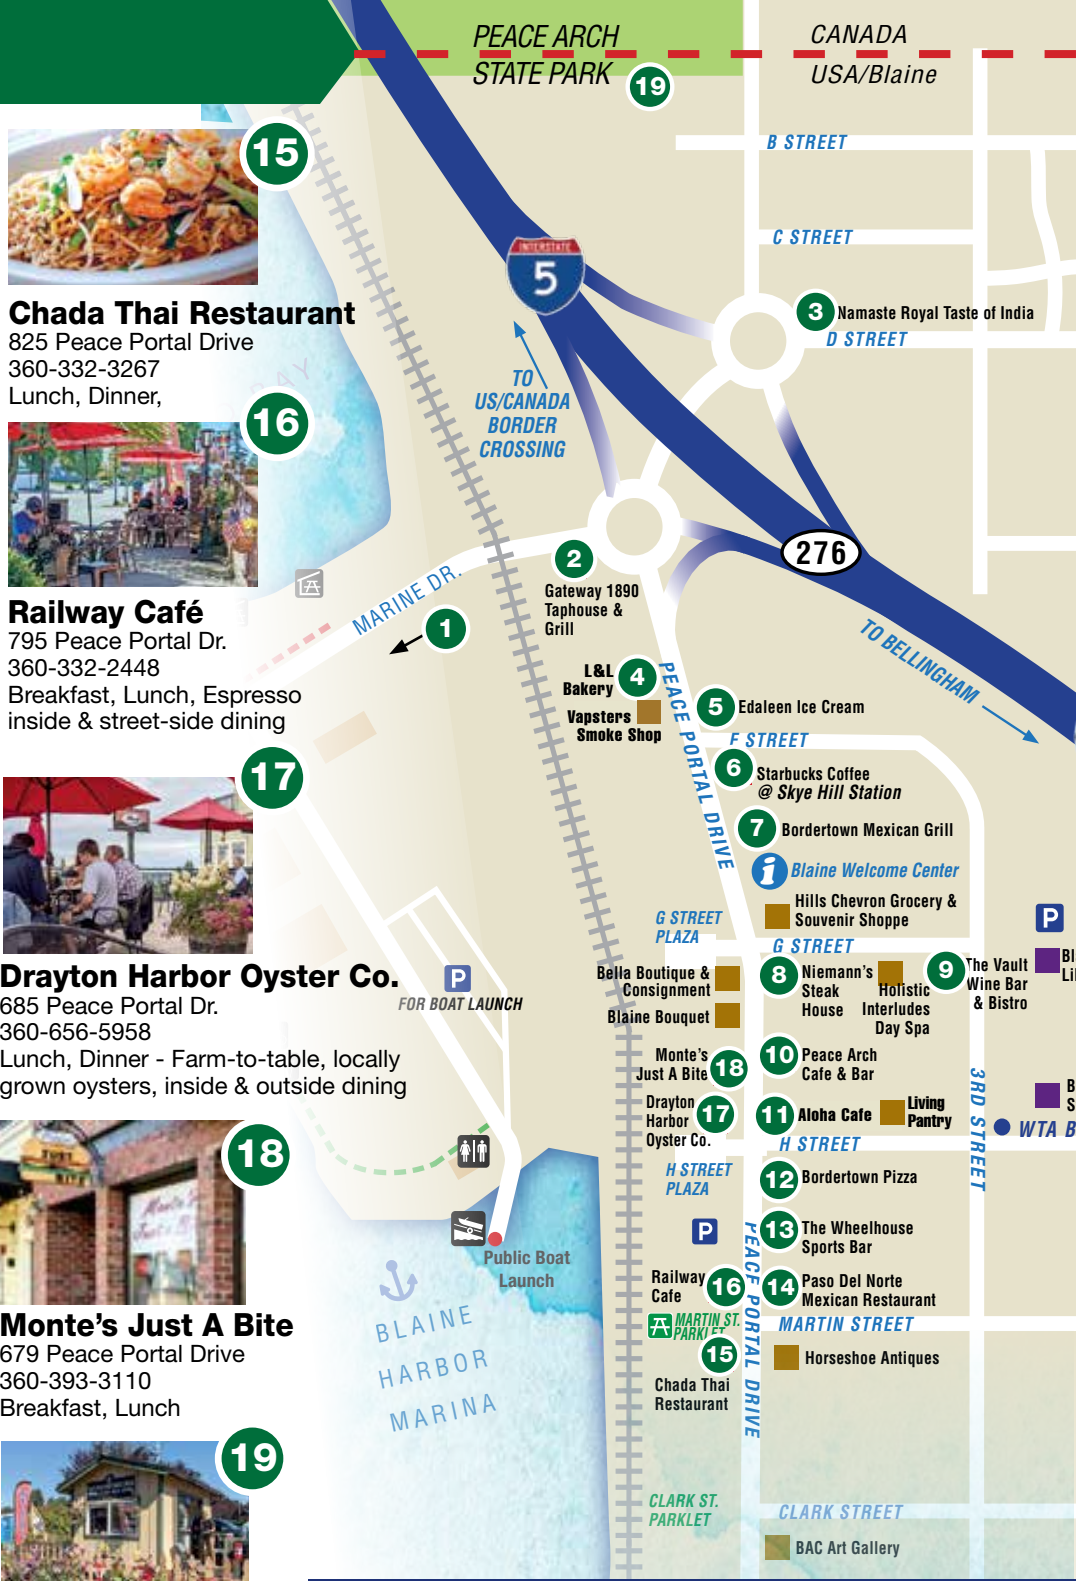 PEACE ARCH
STATE PARK
19
CANADA
USA/Blaine
B STREET
C STREET
3
Namaste Royal Taste of India
D STREET
INTERSTATE
5
TO
US/CANADA
BORDER
CROSSING
276
TO BELLINGHAM
15
Chada Thai Restaurant
825 Peace Portal Drive
360-332-3267
Lunch, Dinner,
BAY
16
Railway Café
795 Peace Portal Dr.
360-332-2448
Breakfast, Lunch, Espresso
inside & street-side dining
17
Drayton Harbor Oyster Co.
685 Peace Portal Dr.
360-656-5958
Lunch, Dinner - Farm-to-table, locally
grown oysters, inside & outside dining
18
Monte's Just A Bite
679 Peace Portal Drive
360-393-3110
Breakfast, Lunch
19
MARINE DR.
1
2
Gateway 1890
Taphouse &
Grill
L&L
Bakery
4
Vapsters
Smoke Shop
PEACE PORTAL DRIVE
5
Edaleen Ice Cream
F STREET
6
Starbucks Coffee
@ Skye Hill Station
7
Bordertown Mexican Grill
i
Blaine Welcome Center
Hills Chevron Grocery &
Souvenir Shoppe
G STREET
PLAZA
G STREET
P
Bella Boutique &
Consignment
Blaine Bouquet
8
Niemann's
Steak
House
Holistic
Interludes
Day Spa
9
The Vault
Wine Bar
& Bistro
Bl
Li
P
FOR BOAT LAUNCH
Monte's
Just A Bite
18
10
Peace Arch
Cafe & Bar
Drayton
Harbor
Oyster Co.
17
11
Aloha Cafe
Living
Pantry
3RD STREET
B
S
WTA B
H STREET
H STREET
PLAZA
12
Bordertown Pizza
P
13
The Wheelhouse
Sports Bar
PEACE PORTAL DRIVE
Railway
Cafe
16
14
Paso Del Norte
Mexican Restaurant
MARTIN ST.
PARKLET
MARTIN STREET
15
Chada Thai
Restaurant
Horseshoe Antiques
Public Boat
Launch
BLAINE
HARBOR
MARINA
CLARK ST.
PARKLET
CLARK STREET
BAC Art Gallery